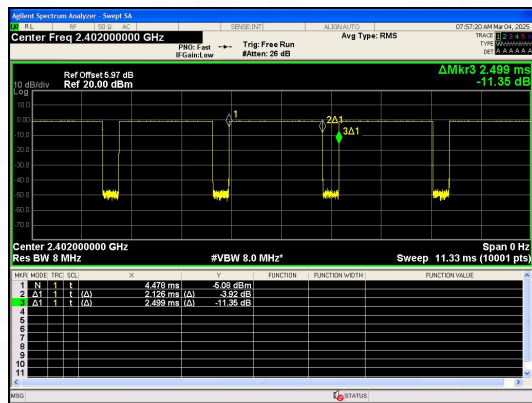 Agilent Spectrum Analyzer - Swept SA
RL RF 50 Ω AC SENSE:INT ALIGN AUTO 07:57:20 AM Mar 04, 2025
Center Freq 2.402000000 GHz Avg Type: RMS TRACE 1 2 3 4 5 6
PNO: Fast Trig: Free Run TYPE
IFGain:Low #Atten: 26 dB DET A A A A A A
ΔMkr3 2.499 ms
Ref Offset 5.97 dB
10 dB/div Ref 20.00 dBm -11.35 dB
Log
10.0
0.00
-10.0
-20.0
-30.0
-40.0
-50.0
-60.0
-70.0
1
2Δ1
3Δ1
Center 2.402000000 GHz Span 0 Hz
Res BW 8 MHz #VBW 8.0 MHz* Sweep 11.33 ms (10001 pts)
MKR MODE TRC SCL X Y FUNCTION FUNCTION WIDTH FUNCTION VALUE
1 N 1 t 4.478 ms -5.08 dBm
2 Δ1 1 t (Δ) 2.126 ms (Δ) -3.92 dB
3 Δ1 1 t (Δ) 2.499 ms (Δ) -11.35 dB
4
5
6
7
8
9
10
11
MSG STATUS